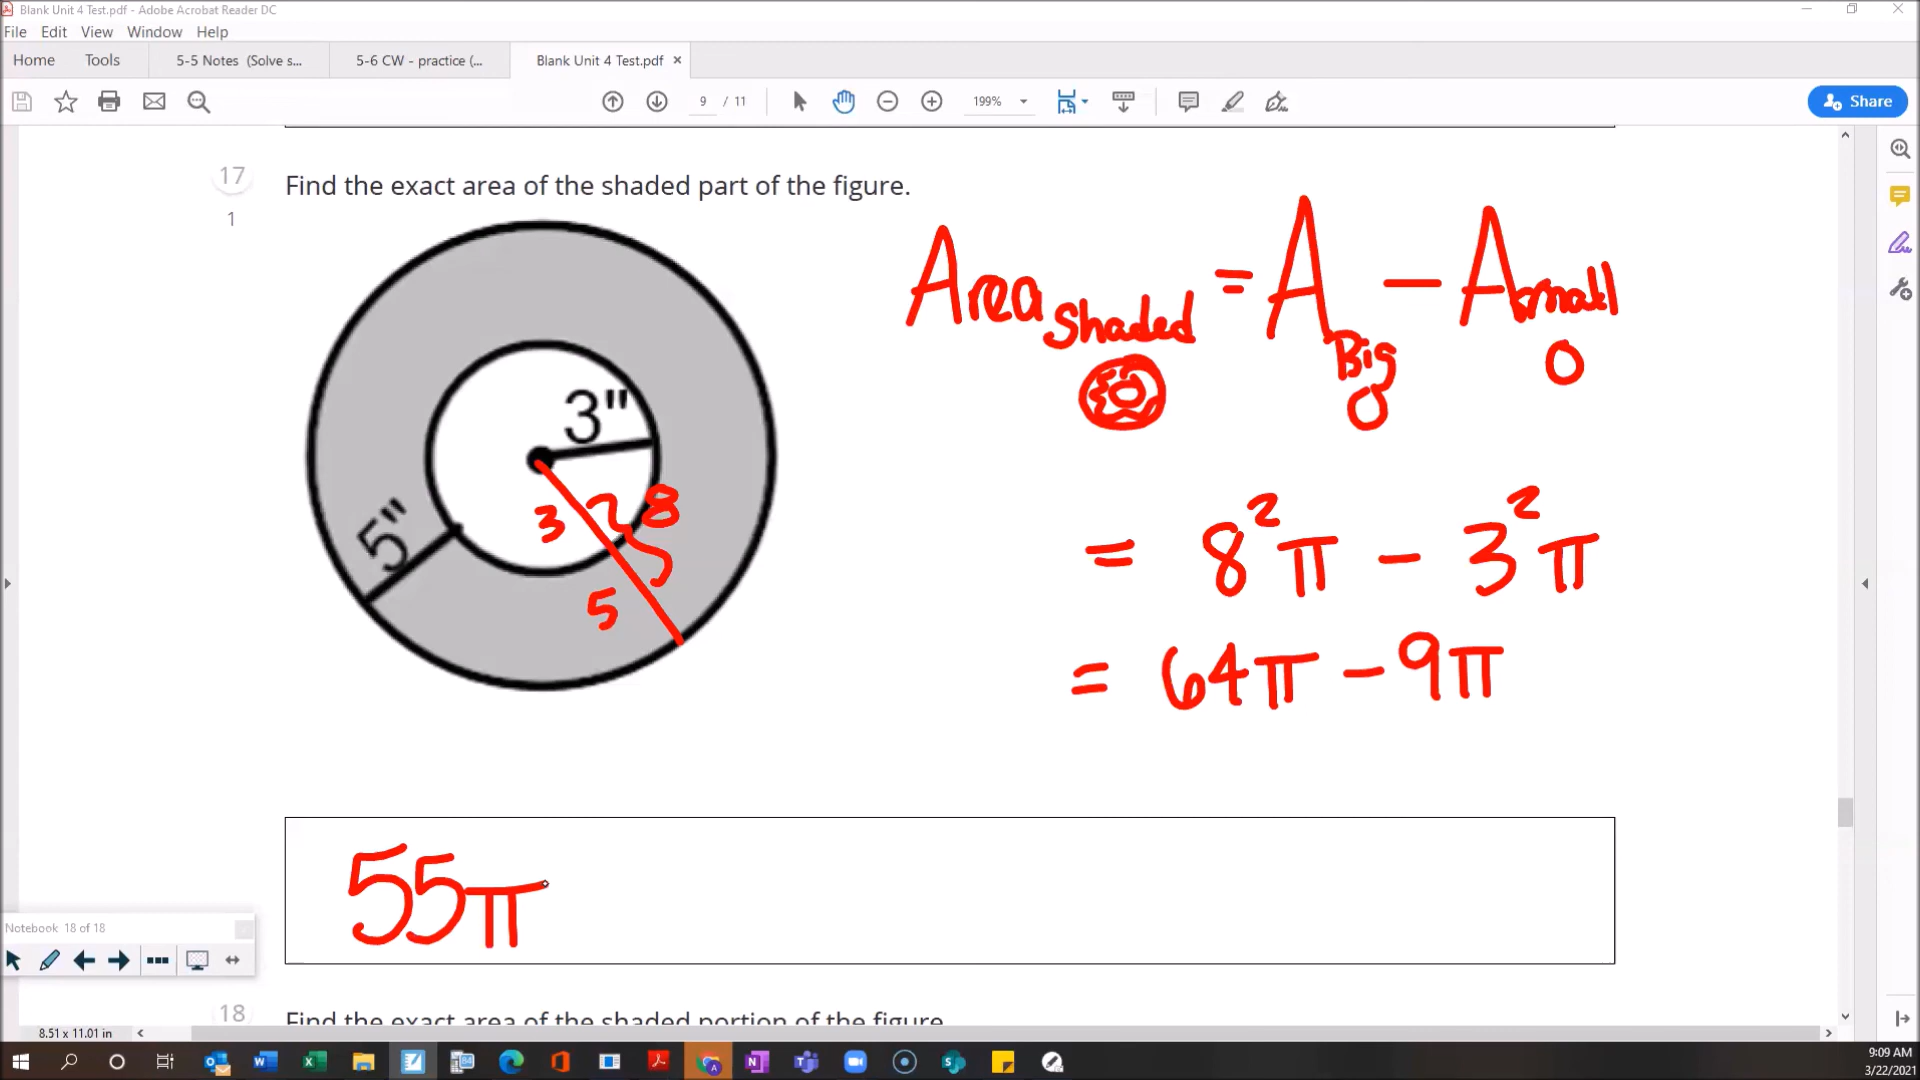 Blank Unit 4 Test.pdf - Adobe Acrobat Reader DC
File Edit View Window Help
Home Tools 5-5 Notes (Solve s... 5-6 CW - practice (... Blank Unit 4 Test.pdf ×
9 / 11 199% Share
17 Find the exact area of the shaded part of the figure.
1
Area shaded = A Big - A small
3"
5"
3 8
5
= 8²π - 3²π
= 64π - 9π
55π
Notebook 18 of 18
18 Find the exact area of the shaded portion of the figure
8.51 x 11.01 in
9:09 AM
3/22/2021